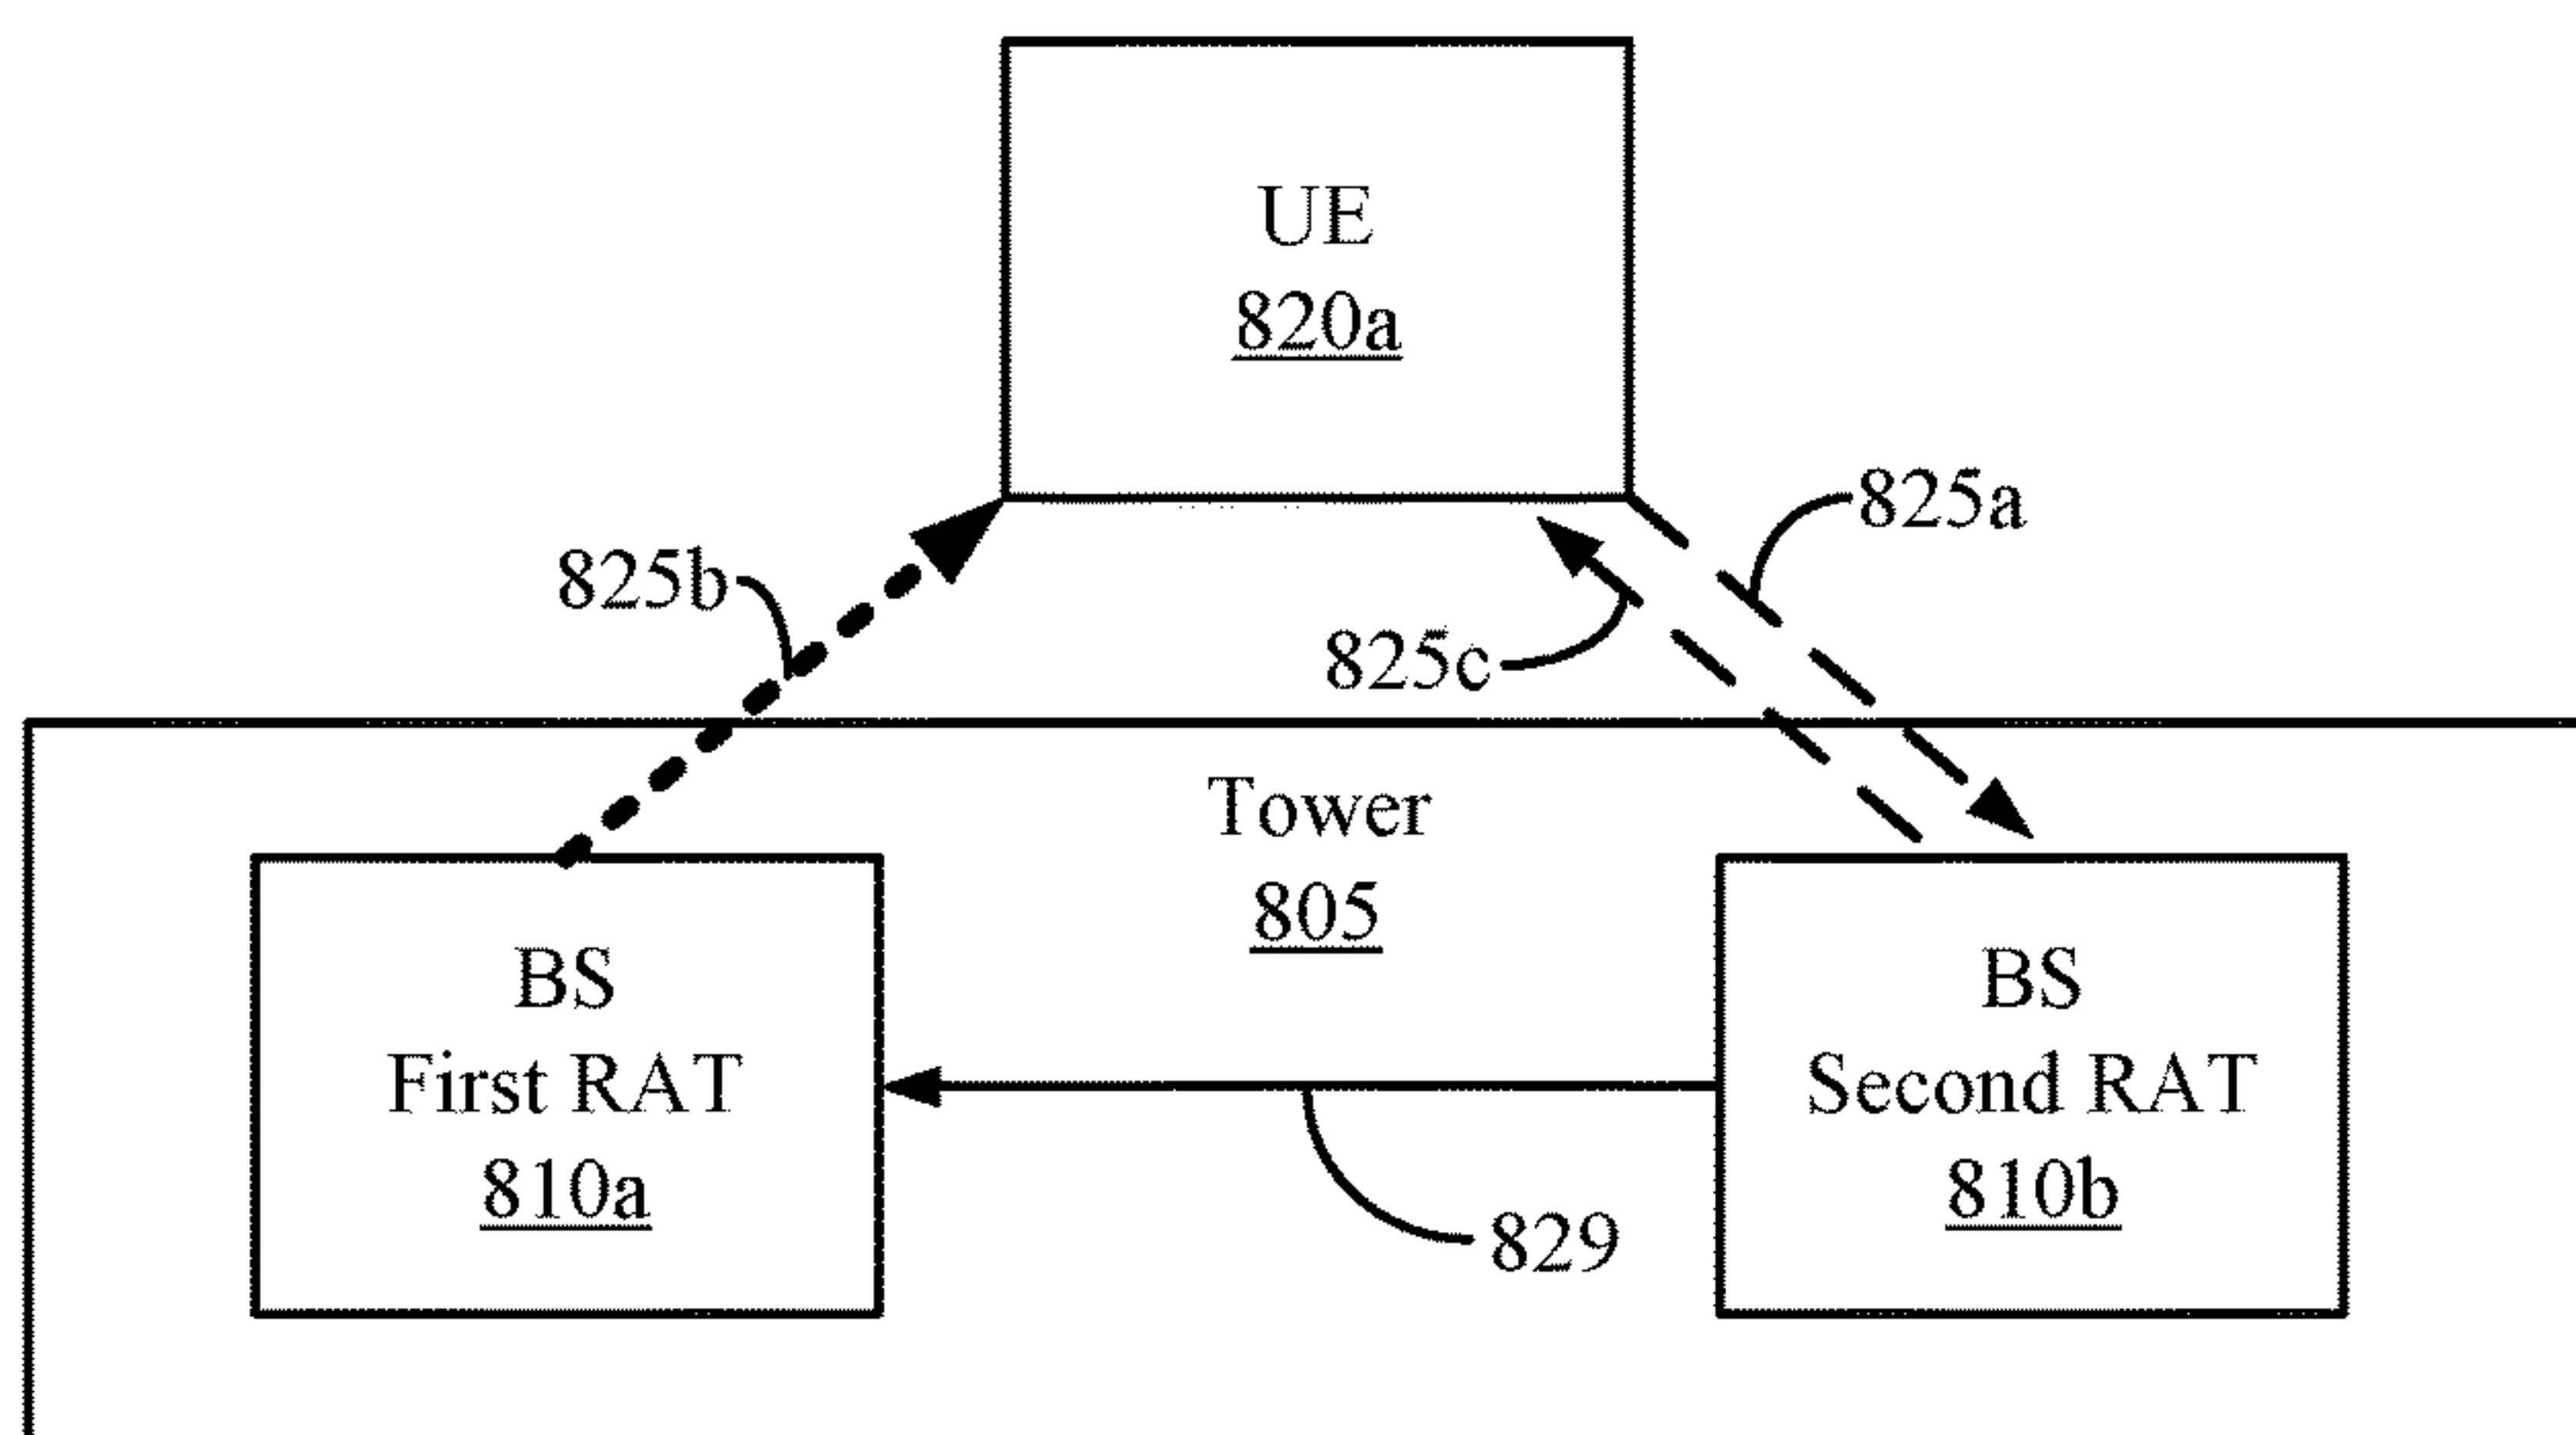 UE
820a
825a
825b
825c
Tower
805
BS
First RAT
810a
BS
Second RAT
810b
829